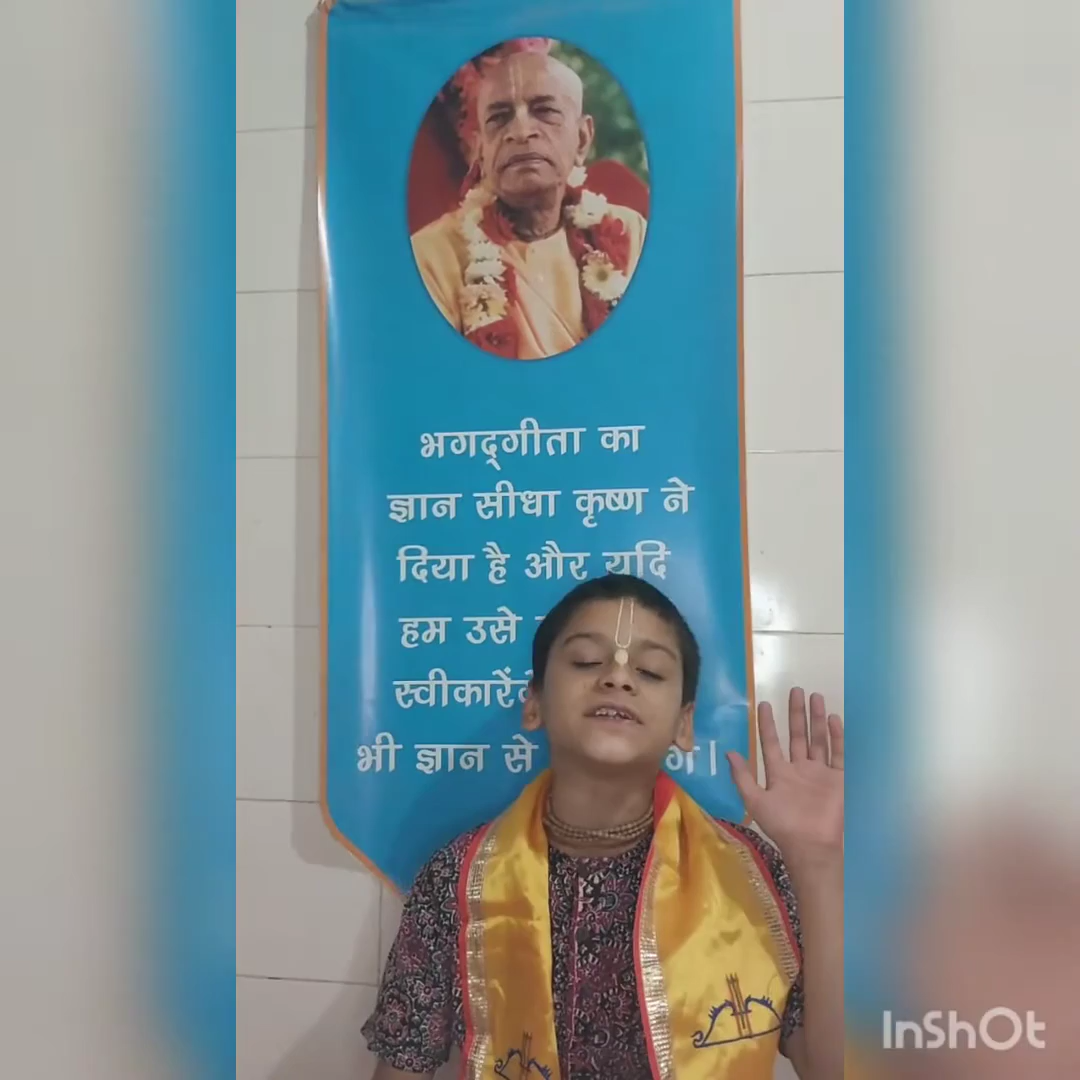 भगद्गीता का
ज्ञान सीधा कृष्ण ने
दिया है और यदि
हम उसे
भी ज्ञान से
InShOt